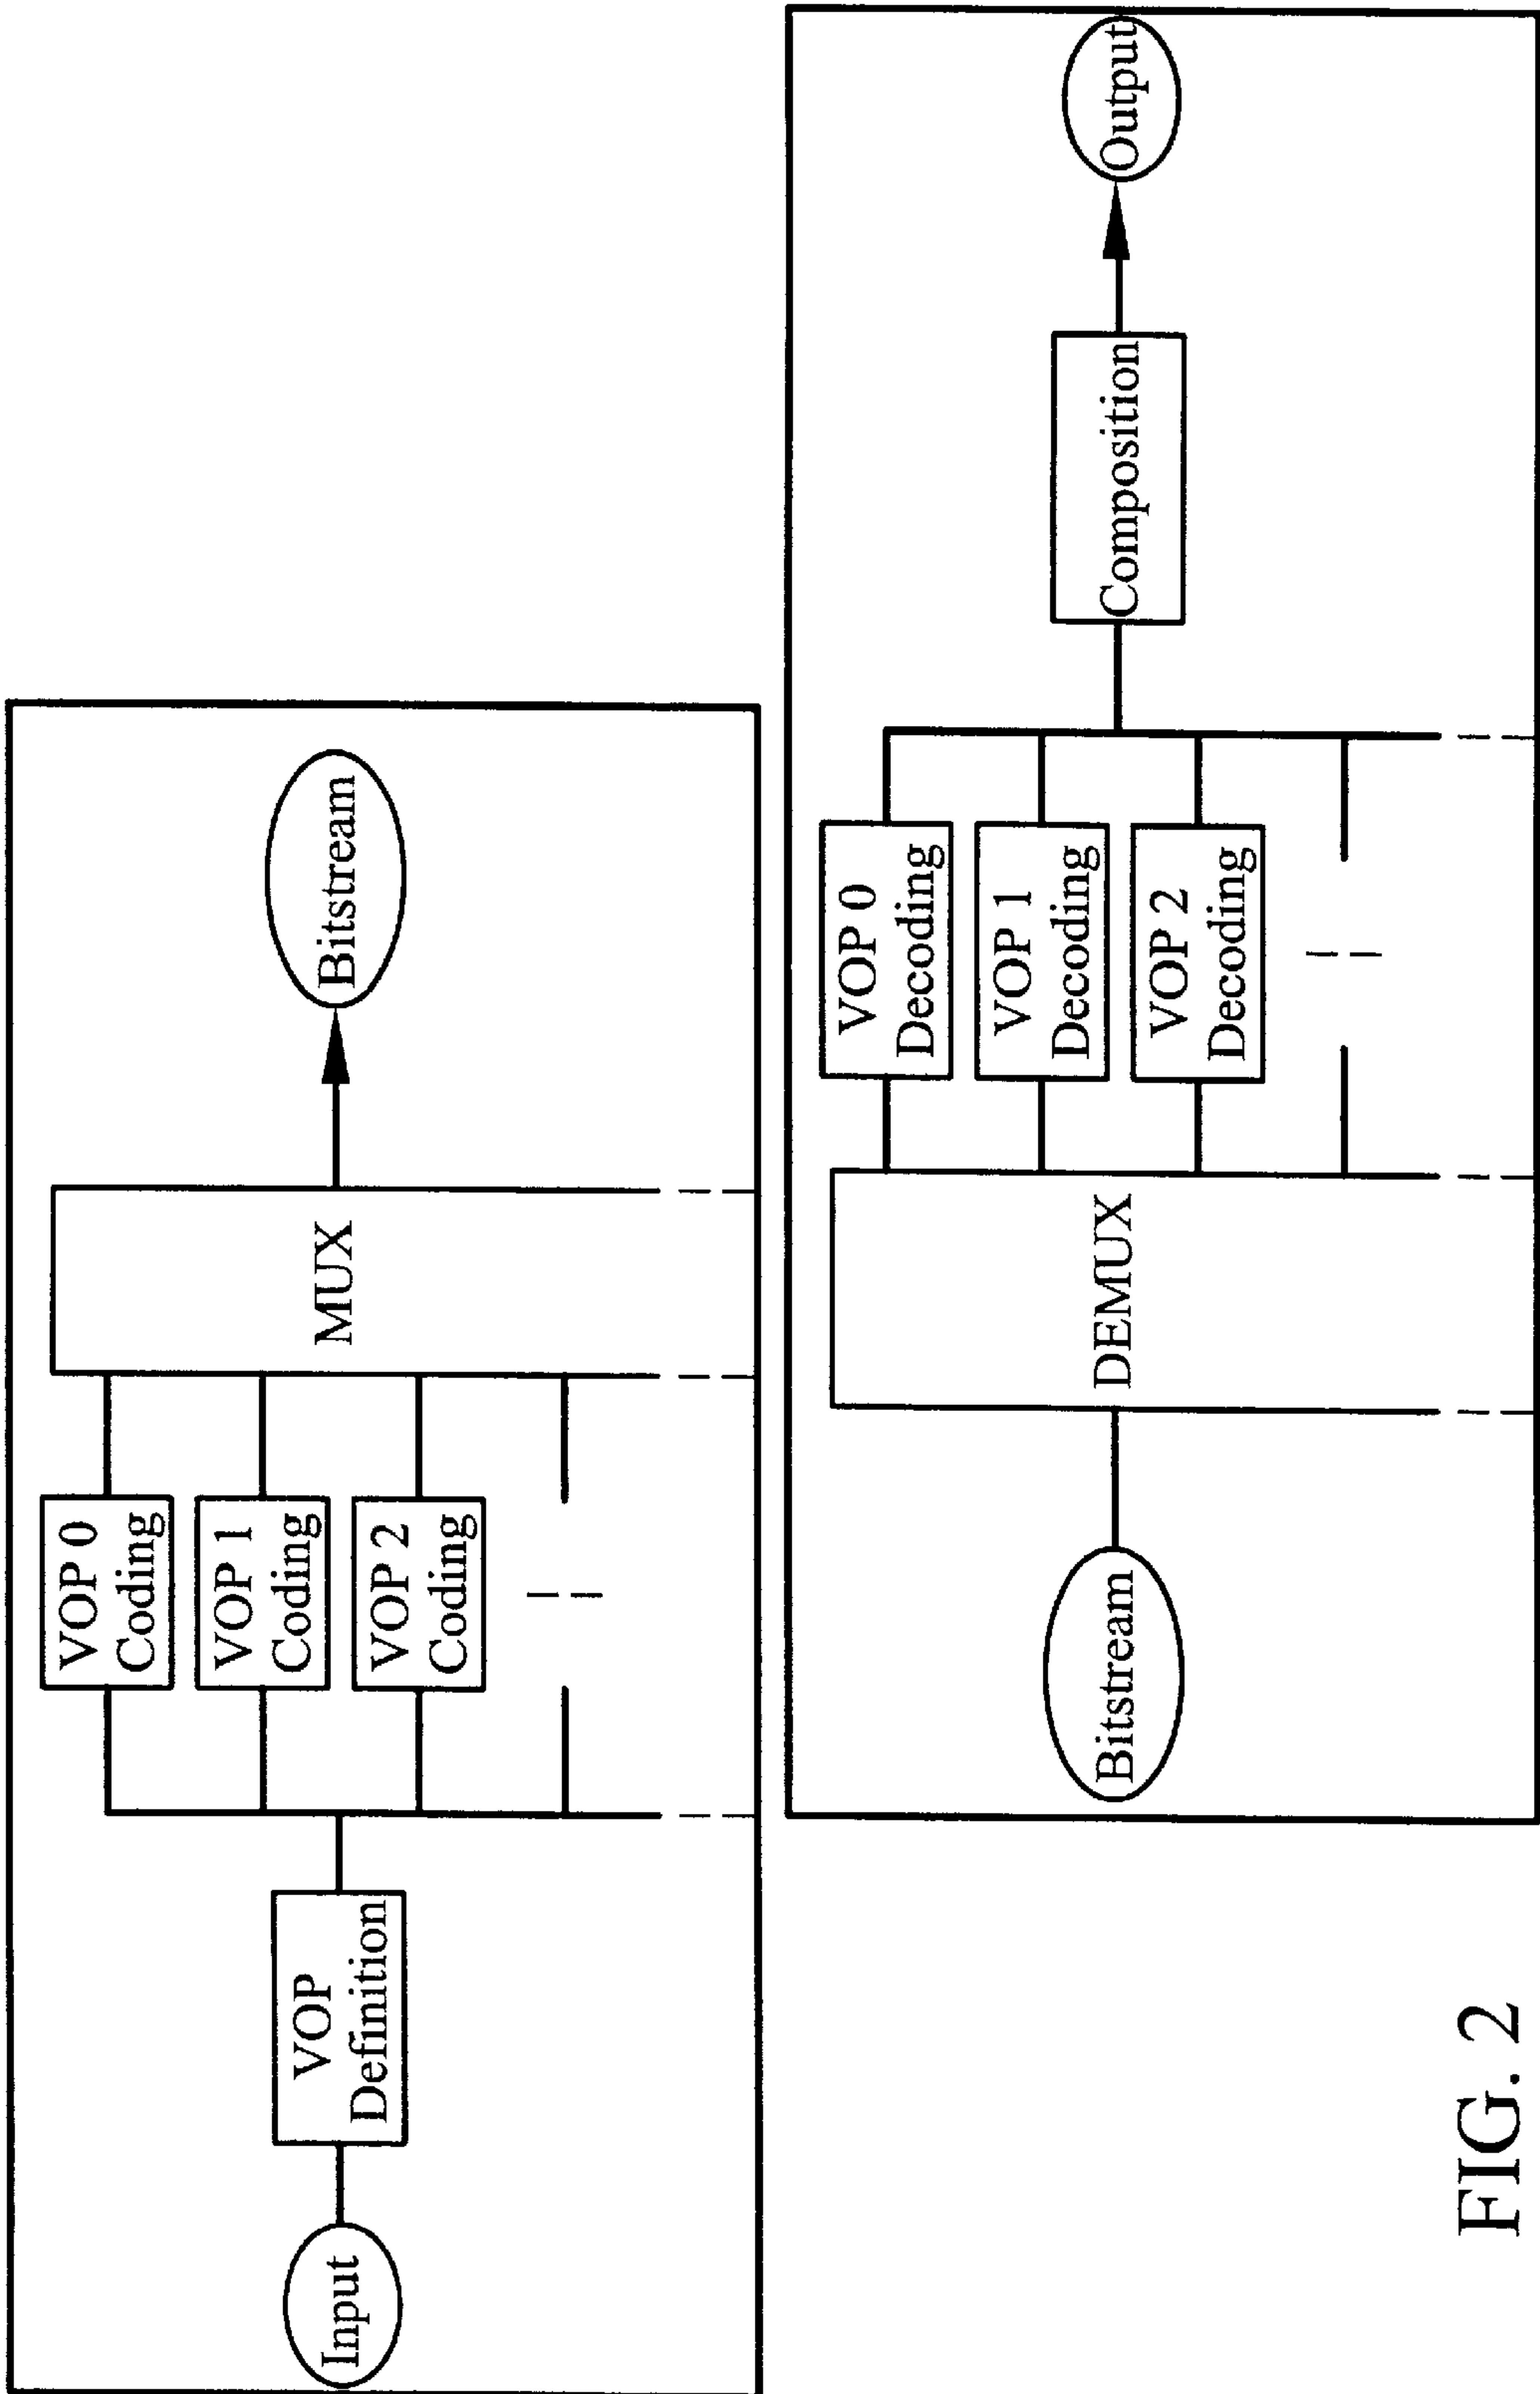 Input
VOP
Definition
VOP 0
Coding
VOP 1
Coding
VOP 2
Coding
MUX
Bitstream
Bitstream
DEMUX
VOP 0
Decoding
VOP 1
Decoding
VOP 2
Decoding
Composition
Output
FIG. 2